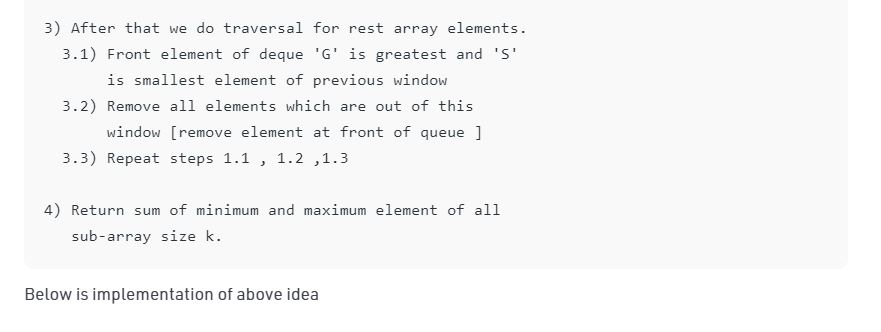 3) After that we do traversal for rest array elements.
3.1) Front element of deque 'G' is greatest and 'S'
is smallest element of previous window
3.2) Remove all elements which are out of this
window [remove element at front of queue ]
3.3) Repeat steps 1.1 , 1.2 ,1.3
4) Return sum of minimum and maximum element of all
sub-array size k.
Below is implementation of above idea